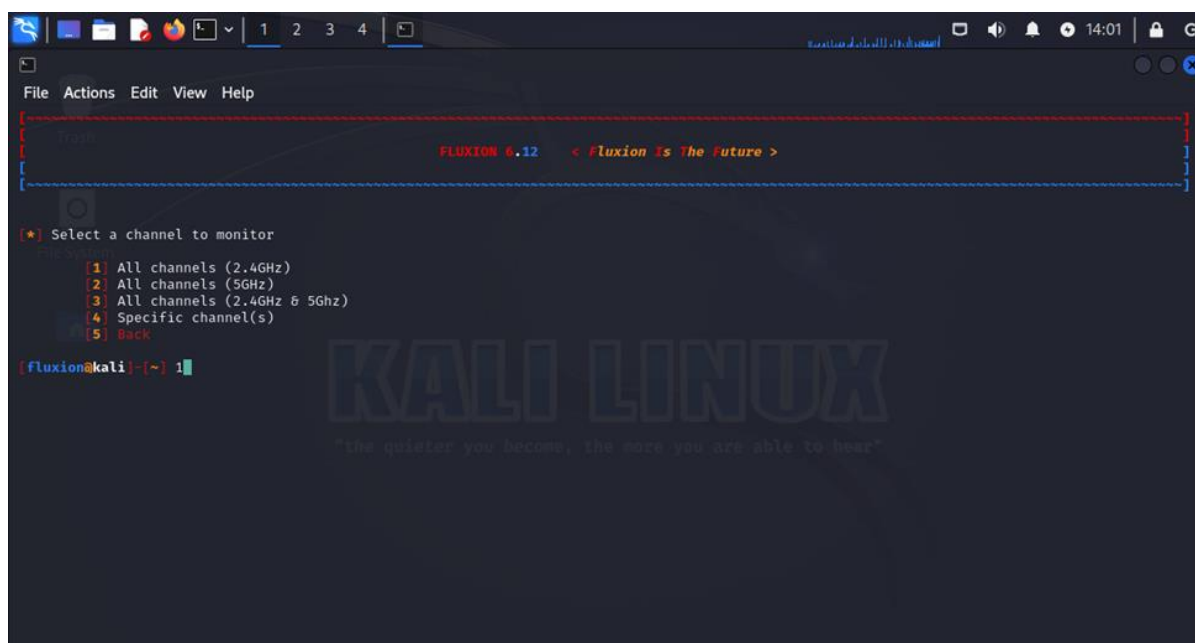 1 2 3 4 14:01
File Actions Edit View Help
Trash
FLUXION 6.12 < Fluxion Is The Future >
[*] Select a channel to monitor
File System
[1] All channels (2.4GHz)
[2] All channels (5GHz)
[3] All channels (2.4GHz & 5Ghz)
[4] Specific channel(s)
[5] Back
[fluxion@kali]-[~] 1
KALI LINUX
"the quieter you become, the more you are able to hear"